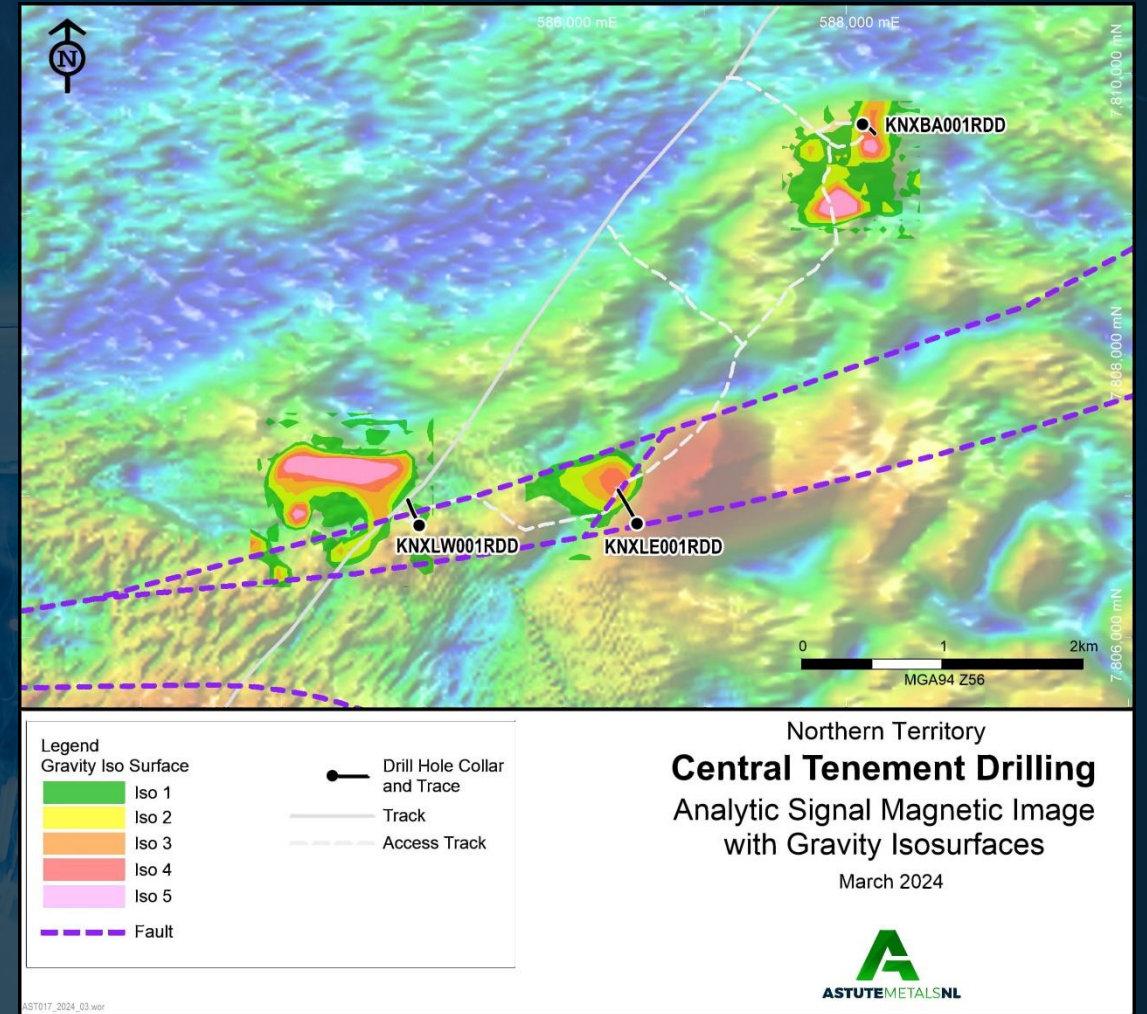 N
586,000 mE
588,000 mE
7,810,000 mN
KNXBA001RDD
7,808,000 mN
KNXLW001RDD
KNXLE001RDD
7,806,000 mN
0 1 2km
MGA94 Z56
Legend
Gravity Iso Surface
Iso 1
Iso 2
Iso 3
Iso 4
Iso 5
Fault
Drill Hole Collar
and Trace
Track
Access Track
Northern Territory
Central Tenement Drilling
Analytic Signal Magnetic Image
with Gravity Isosurfaces
March 2024
ASTUTEMETALSNL
AST017_2024_03.wor